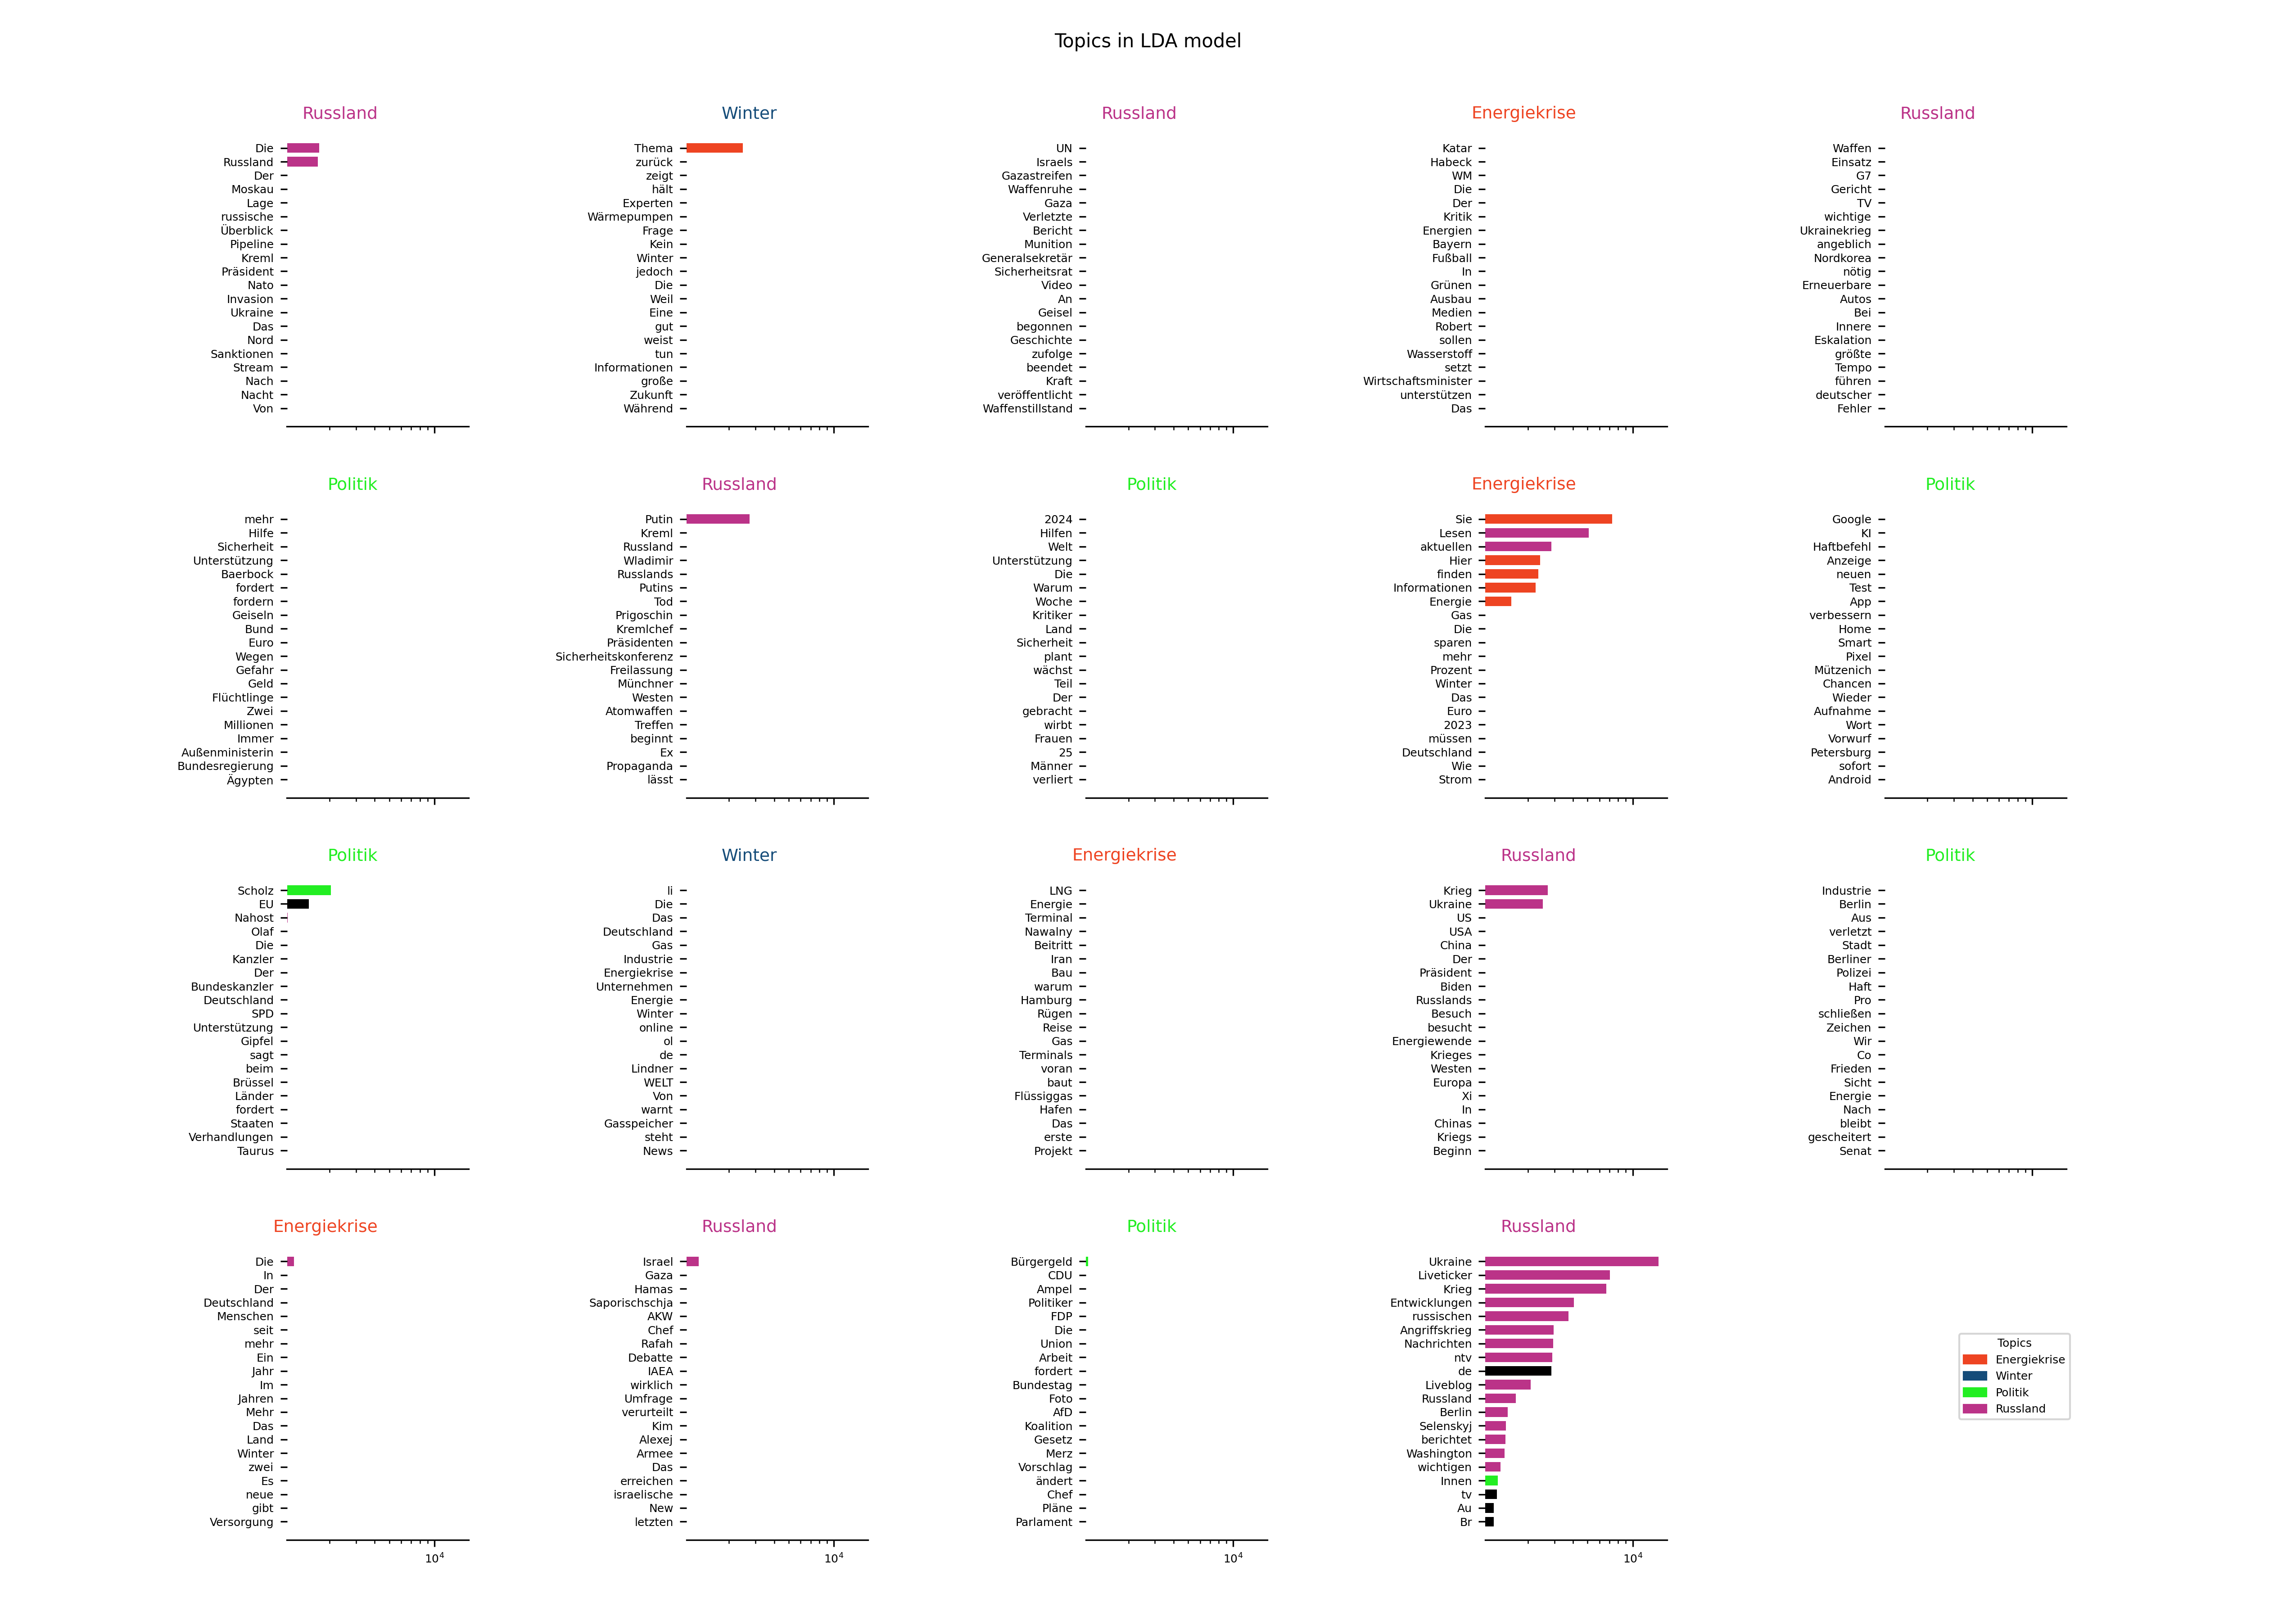 Topics in LDA model
Russland
Die
Russland
Der
Moskau
Lage
russische
Überblick
Pipeline
Kreml
Präsident
Nato
Invasion
Ukraine
Das
Nord
Sanktionen
Stream
Nach
Nacht
Von
Winter
Thema
zurück
zeigt
hält
Experten
Wärmepumpen
Frage
Kein
Winter
jedoch
Die
Weil
Eine
gut
weist
tun
Informationen
große
Zukunft
Während
Russland
UN
Israels
Gazastreifen
Waffenruhe
Gaza
Verletzte
Bericht
Munition
Generalsekretär
Sicherheitsrat
Video
An
Geisel
begonnen
Geschichte
zufolge
beendet
Kraft
veröffentlicht
Waffenstillstand
Energiekrise
Katar
Habeck
WM
Die
Der
Kritik
Energien
Bayern
Fußball
In
Grünen
Ausbau
Medien
Robert
sollen
Wasserstoff
setzt
Wirtschaftsminister
unterstützen
Das
Russland
Waffen
Einsatz
G7
Gericht
TV
wichtige
Ukrainekrieg
angeblich
Nordkorea
nötig
Erneuerbare
Autos
Bei
Innere
Eskalation
größte
Tempo
führen
deutscher
Fehler
Politik
mehr
Hilfe
Sicherheit
Unterstützung
Baerbock
fordert
fordern
Geiseln
Bund
Euro
Wegen
Gefahr
Geld
Flüchtlinge
Zwei
Millionen
Immer
Außenministerin
Bundesregierung
Ägypten
Russland
Putin
Kreml
Russland
Wladimir
Russlands
Putins
Tod
Prigoschin
Kremlchef
Präsidenten
Sicherheitskonferenz
Freilassung
Münchner
Westen
Atomwaffen
Treffen
beginnt
Ex
Propaganda
lässt
Politik
2024
Hilfen
Welt
Unterstützung
Die
Warum
Woche
Kritiker
Land
Sicherheit
plant
wächst
Teil
Der
gebracht
wirbt
Frauen
25
Männer
verliert
Energiekrise
Sie
Lesen
aktuellen
Hier
finden
Informationen
Energie
Gas
Die
sparen
mehr
Prozent
Winter
Das
Euro
2023
müssen
Deutschland
Wie
Strom
Politik
Google
KI
Haftbefehl
Anzeige
neuen
Test
App
verbessern
Home
Smart
Pixel
Mützenich
Chancen
Wieder
Aufnahme
Wort
Vorwurf
Petersburg
sofort
Android
Politik
Scholz
EU
Nahost
Olaf
Die
Kanzler
Der
Bundeskanzler
Deutschland
SPD
Unterstützung
Gipfel
sagt
beim
Brüssel
Länder
fordert
Staaten
Verhandlungen
Taurus
Winter
li
Die
Das
Deutschland
Gas
Industrie
Energiekrise
Unternehmen
Energie
Winter
online
ol
de
Lindner
WELT
Von
warnt
Gasspeicher
steht
News
Energiekrise
LNG
Energie
Terminal
Nawalny
Beitritt
Iran
Bau
warum
Hamburg
Rügen
Reise
Gas
Terminals
voran
baut
Flüssiggas
Hafen
Das
erste
Projekt
Russland
Krieg
Ukraine
US
USA
China
Der
Präsident
Biden
Russlands
Besuch
besucht
Energiewende
Krieges
Westen
Europa
Xi
In
Chinas
Kriegs
Beginn
Politik
Industrie
Berlin
Aus
verletzt
Stadt
Berliner
Polizei
Haft
Pro
schließen
Zeichen
Wir
Co
Frieden
Sicht
Energie
Nach
bleibt
gescheitert
Senat
Energiekrise
Die
In
Der
Deutschland
Menschen
seit
mehr
Ein
Jahr
Im
Jahren
Mehr
Das
Land
Winter
zwei
Es
neue
gibt
Versorgung
10⁴
Russland
Israel
Gaza
Hamas
Saporischschja
AKW
Chef
Rafah
Debatte
IAEA
wirklich
Umfrage
verurteilt
Kim
Alexej
Armee
Das
erreichen
israelische
New
letzten
10⁴
Politik
Bürgergeld
CDU
Ampel
Politiker
FDP
Die
Union
Arbeit
fordert
Bundestag
Foto
AfD
Koalition
Gesetz
Merz
Vorschlag
ändert
Chef
Pläne
Parlament
10⁴
Russland
Ukraine
Liveticker
Krieg
Entwicklungen
russischen
Angriffskrieg
Nachrichten
ntv
de
Liveblog
Russland
Berlin
Selenskyj
berichtet
Washington
wichtigen
Innen
tv
Au
Br
10⁴
Topics
Energiekrise
Winter
Politik
Russland